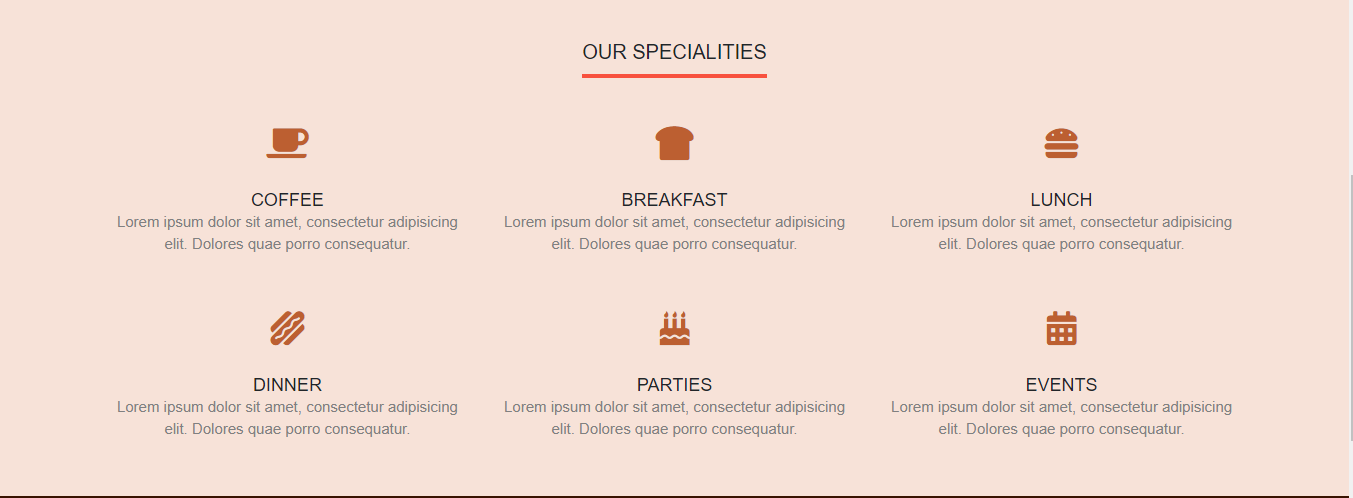 OUR SPECIALITIES
COFFEE
Lorem ipsum dolor sit amet, consectetur adipisicing
elit. Dolores quae porro consequatur.
BREAKFAST
Lorem ipsum dolor sit amet, consectetur adipisicing
elit. Dolores quae porro consequatur.
LUNCH
Lorem ipsum dolor sit amet, consectetur adipisicing
elit. Dolores quae porro consequatur.
DINNER
Lorem ipsum dolor sit amet, consectetur adipisicing
elit. Dolores quae porro consequatur.
PARTIES
Lorem ipsum dolor sit amet, consectetur adipisicing
elit. Dolores quae porro consequatur.
EVENTS
Lorem ipsum dolor sit amet, consectetur adipisicing
elit. Dolores quae porro consequatur.